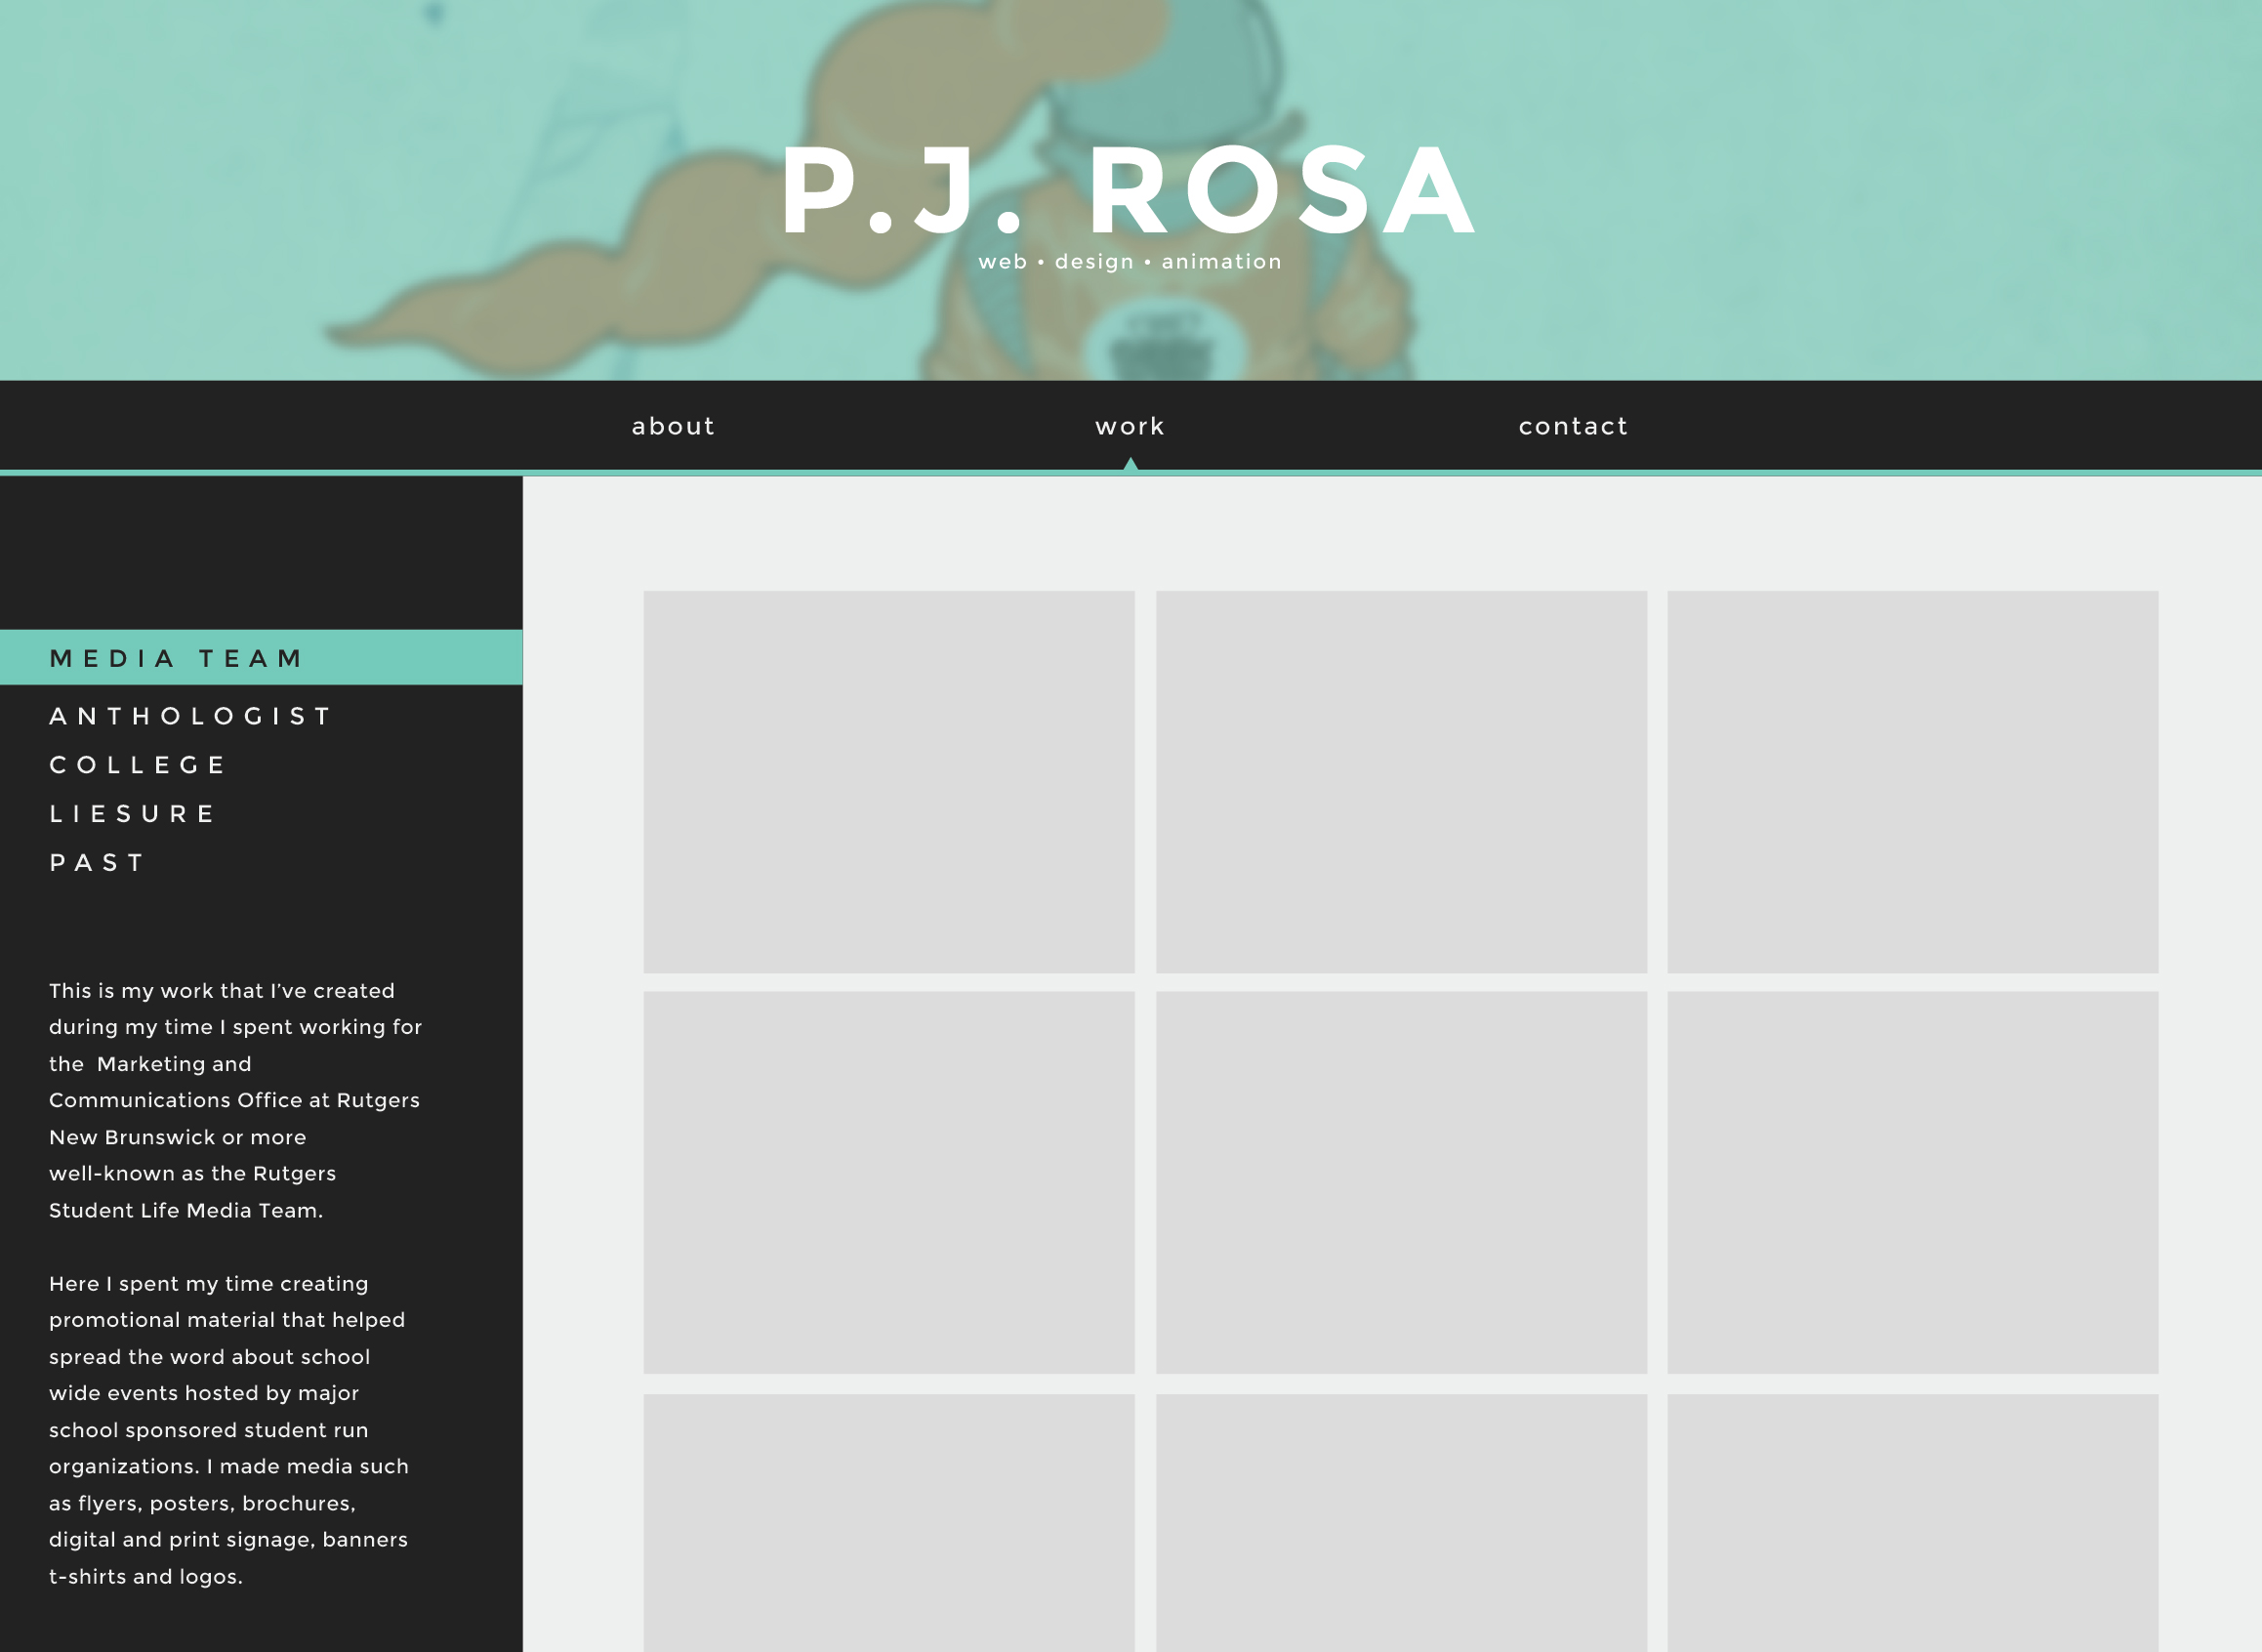 P.J. ROSA
web • design • animation
about work contact
MEDIA TEAM
ANTHOLOGIST
COLLEGE
LIESURE
PAST
This is my work that I’ve created
during my time I spent working for
the  Marketing and
Communications Office at Rutgers
New Brunswick or more
well-known as the Rutgers
Student Life Media Team.
Here I spent my time creating
promotional material that helped
spread the word about school
wide events hosted by major
school sponsored student run
organizations. I made media such
as flyers, posters, brochures,
digital and print signage, banners
t-shirts and logos.